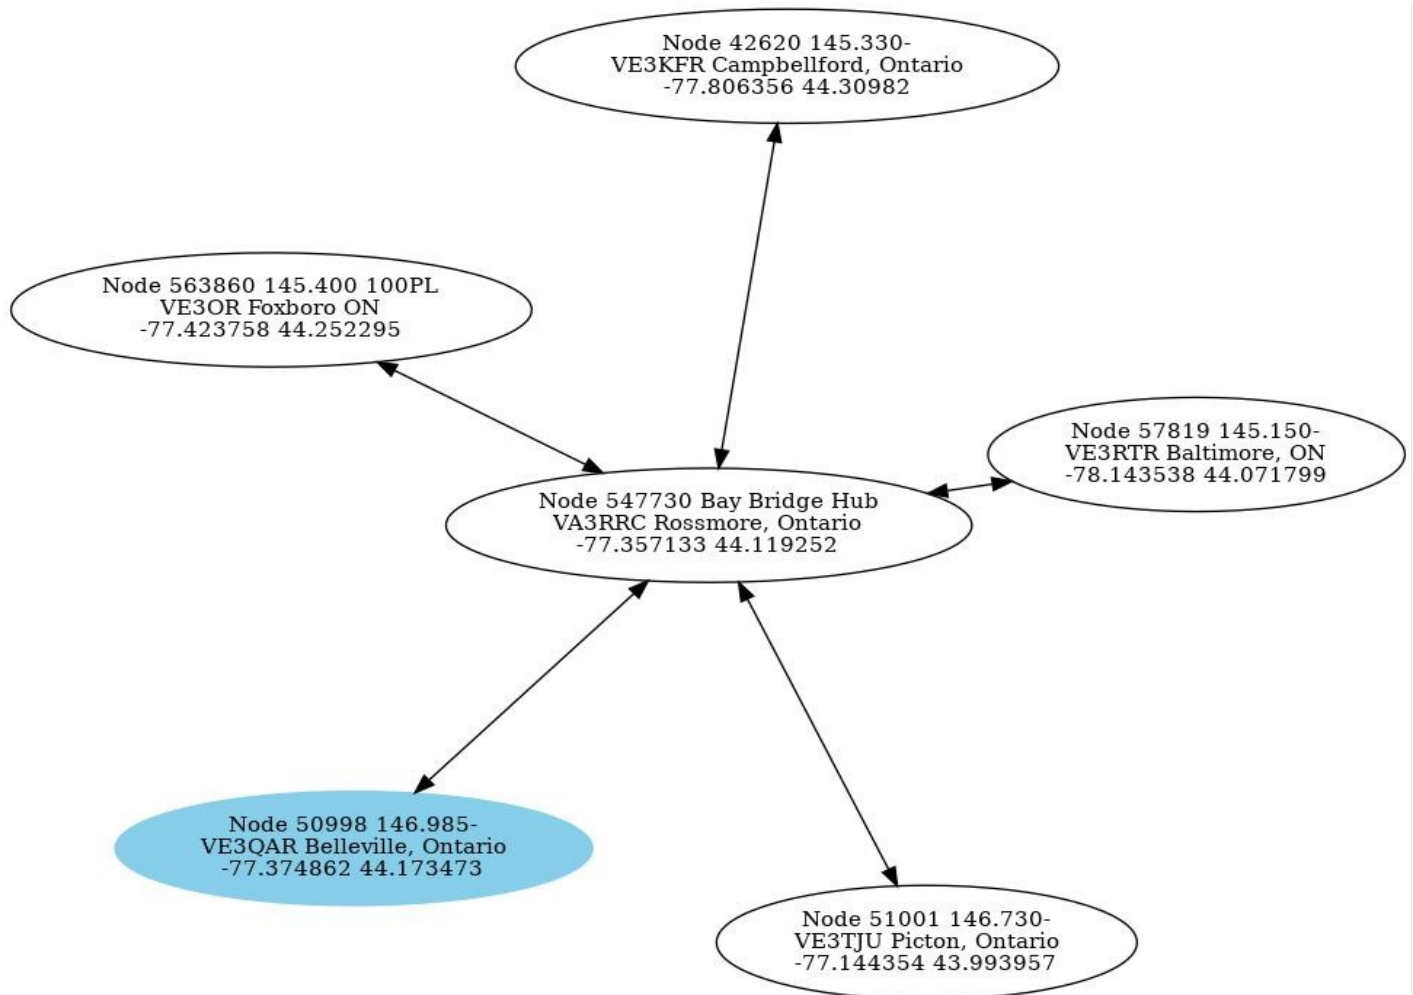 Node 42620 145.330-
VE3KFR Campbellford, Ontario
-77.806356 44.30982
Node 563860 145.400 100PL
VE3OR Foxboro ON
-77.423758 44.252295
Node 57819 145.150-
VE3RTR Baltimore, ON
-78.143538 44.071799
Node 547730 Bay Bridge Hub
VA3RRC Rossmore, Ontario
-77.357133 44.119252
Node 50998 146.985-
VE3QAR Belleville, Ontario
-77.374862 44.173473
Node 51001 146.730-
VE3TJU Picton, Ontario
-77.144354 43.993957